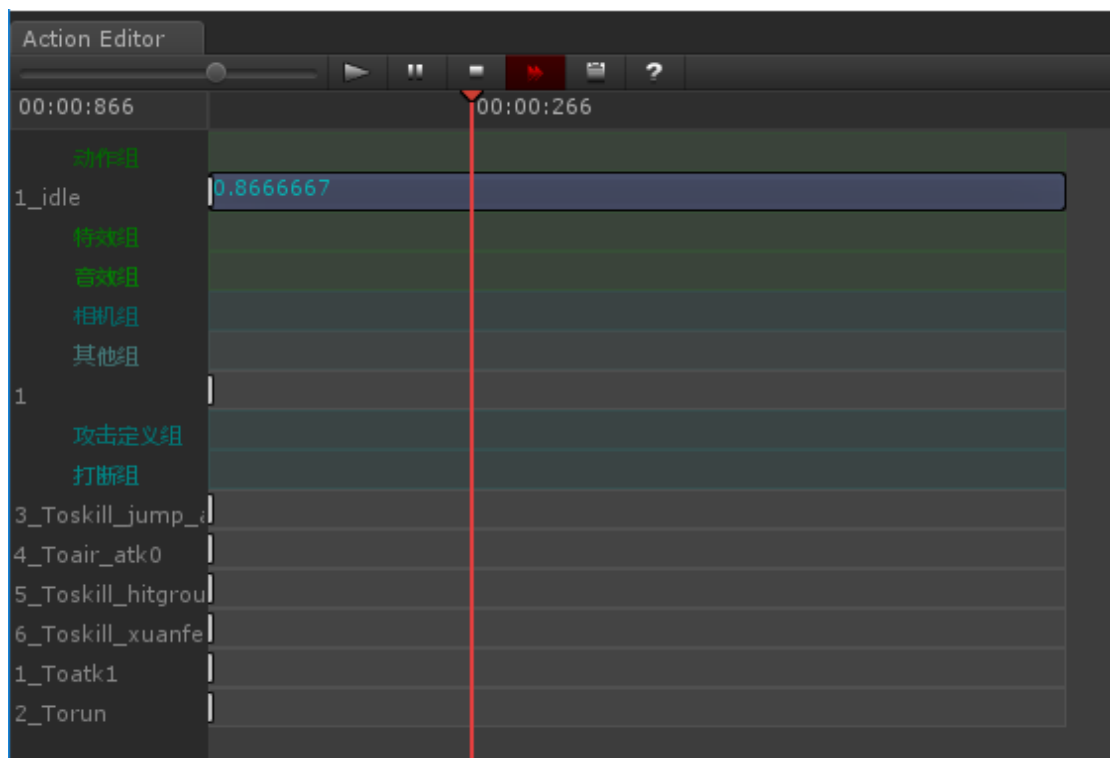 Action Editor
?
00:00:866
00:00:266
动作组
1_idle
0.8666667
特效组
音效组
相机组
其他组
1
攻击定义组
打断组
3_Toskill_jump_a
4_Toair_atk0
5_Toskill_hitgrou
6_Toskill_xuanfe
1_Toatk1
2_Torun